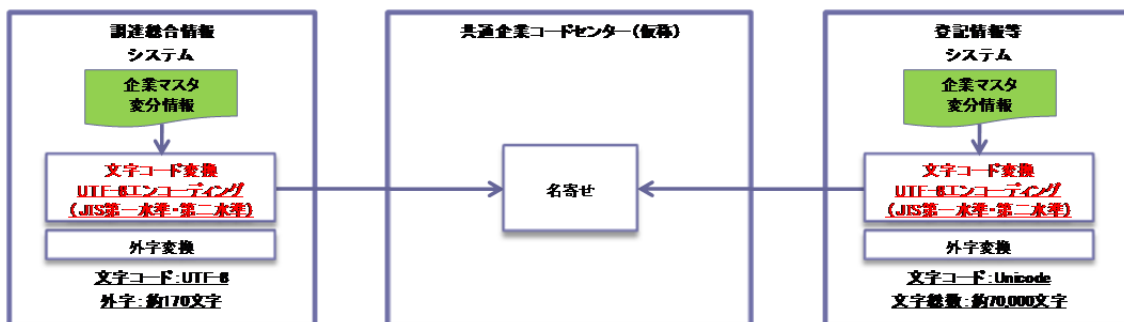 調達総合情報
システム
企業マスタ
変分情報
文字コード変換
UTF-8エンコーディング
(JIS第一水準・第二水準)
外字変換
文字コード:UTF-8
外字:約170文字
共通企業コードセンター(仮称)
名寄せ
登記情報等
システム
企業マスタ
変分情報
文字コード変換
UTF-8エンコーディング
(JIS第一水準・第二水準)
外字変換
文字コード:Unicode
文字総数:約70,000文字